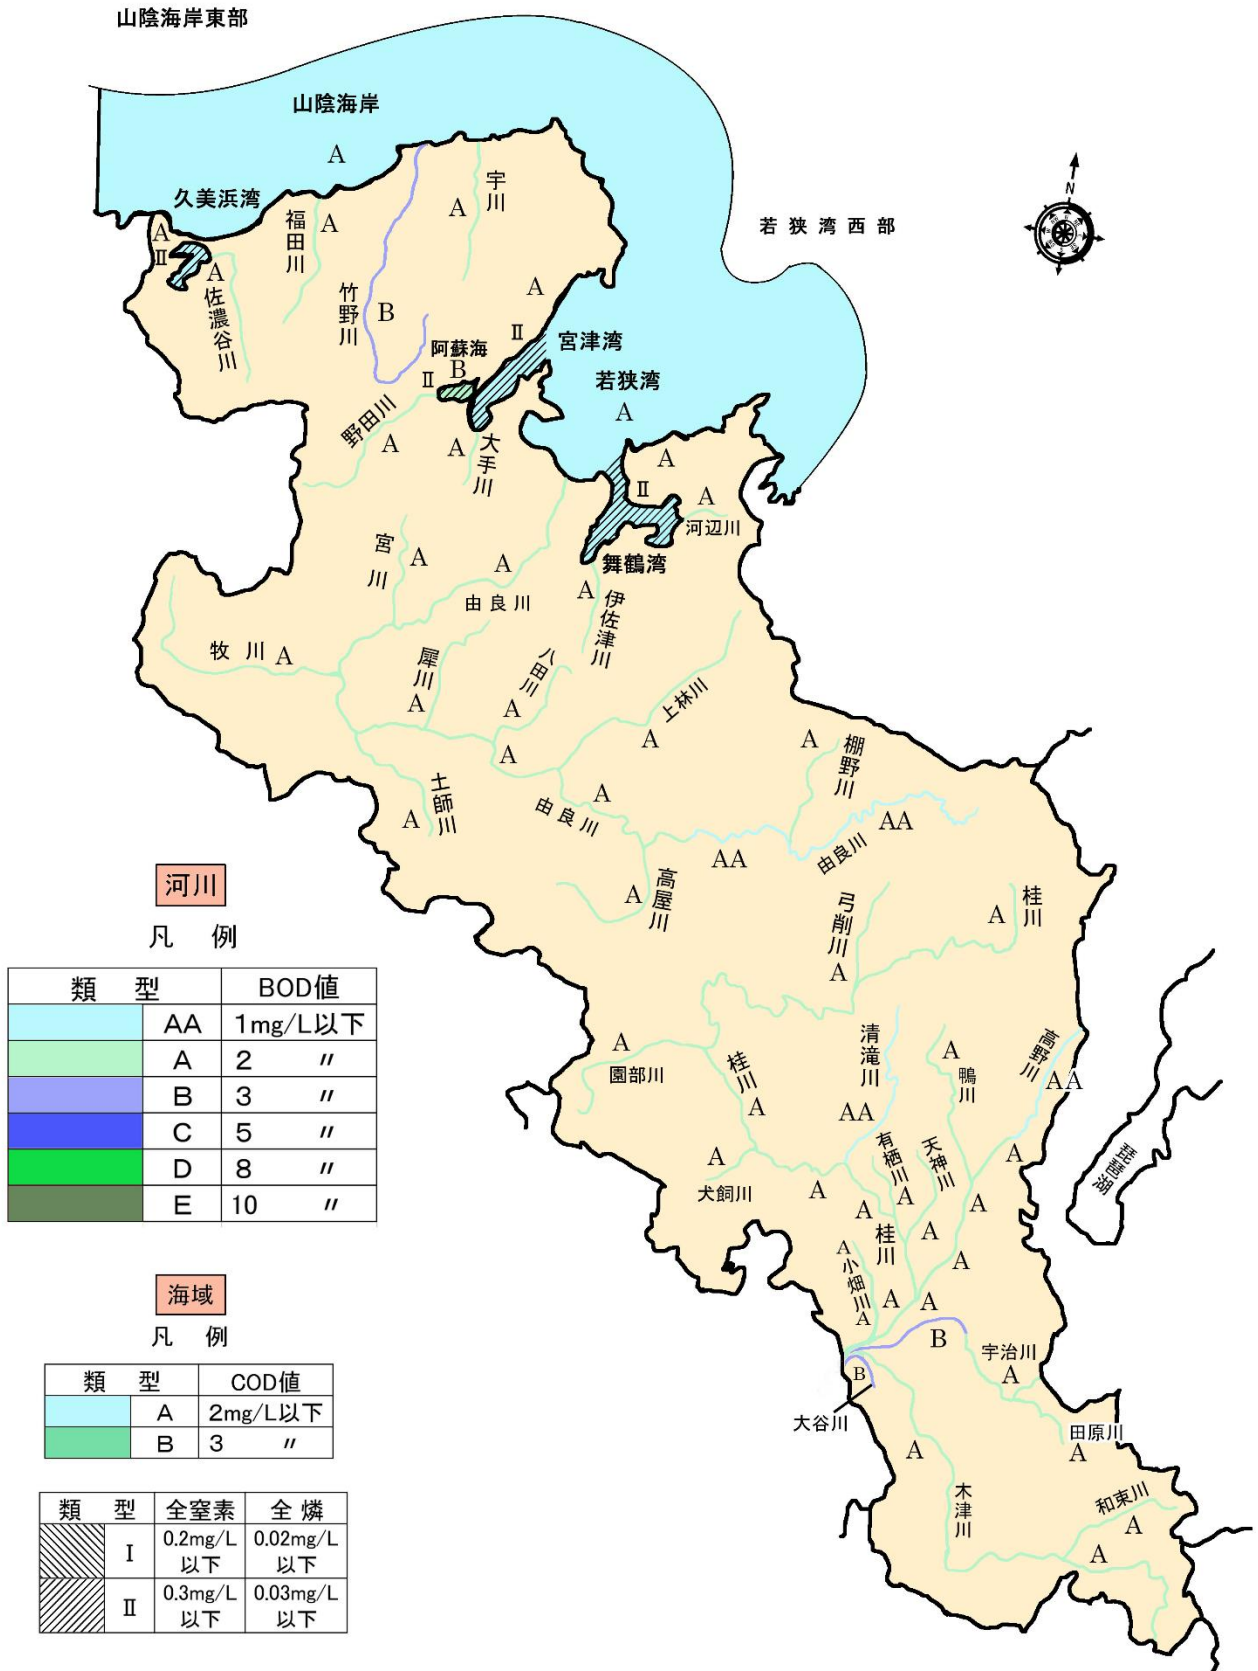 山陰海岸東部
山陰海岸
A
久美浜湾
A
Ⅱ
福田川
A
宇川
A
若狭湾西部
N
A
佐濃谷川
竹野川
B
A
Ⅱ
宮津湾
阿蘇海
B
Ⅱ
若狭湾
A
野田川
A
A
大手川
A
Ⅱ
A
河辺川
舞鶴湾
宮川
A
A
由良川
A
伊佐津川
牧川 A
犀川
A
八田川
A
上林川
A
A
棚野川
A
土師川
A
由良川
A
AA
由良川
AA
高屋川
A
弓削川
A
桂川
A
園部川
A
桂川
A
清滝川
AA
鴨川
A
高野川
AA
A
琵琶湖
犬飼川
A
A
有栖川
A
天神川
A
A
A
桂川
A
A
小畑川
A
A
A
A
B
宇治川
A
B
大谷川
田原川
A
A
木津川
和束川
A
A
河川
凡 例
類 型 BOD値
AA 1mg/L以下
A 2 〃
B 3 〃
C 5 〃
D 8 〃
E 10 〃
海域
凡 例
類 型 COD値
A 2mg/L以下
B 3 〃
類 型 全窒素 全燐
Ⅰ 0.2mg/L以下 0.02mg/L以下
Ⅱ 0.3mg/L以下 0.03mg/L以下